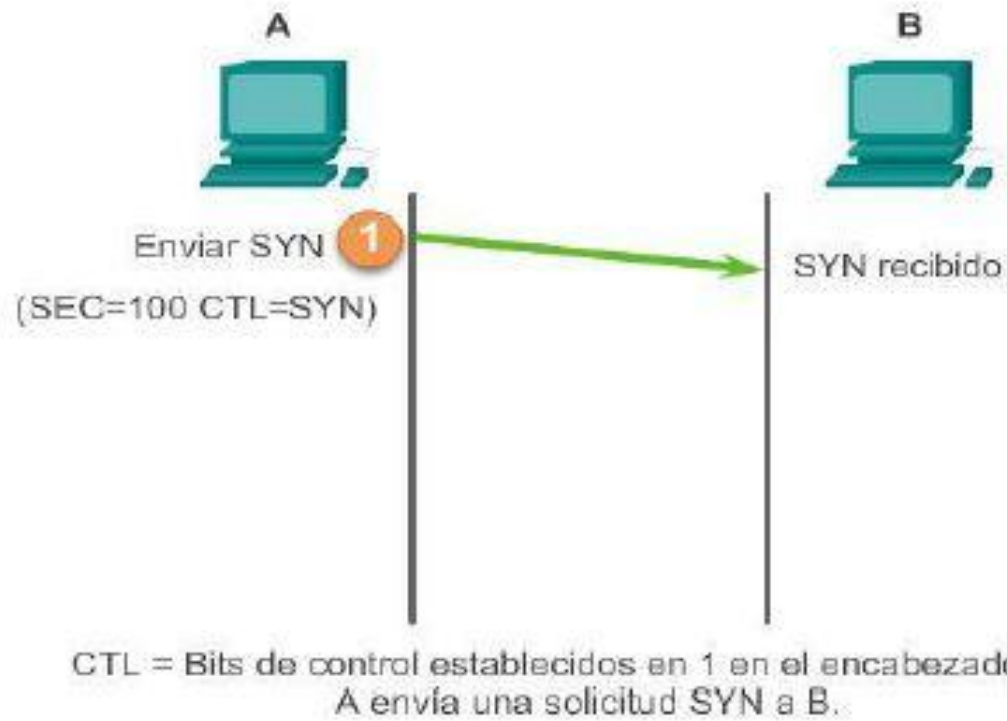 A
B
Enviar SYN
1
SYN recibido
(SEC=100 CTL=SYN)
CTL = Bits de control establecidos en 1 en el encabezado
A envía una solicitud SYN a B.